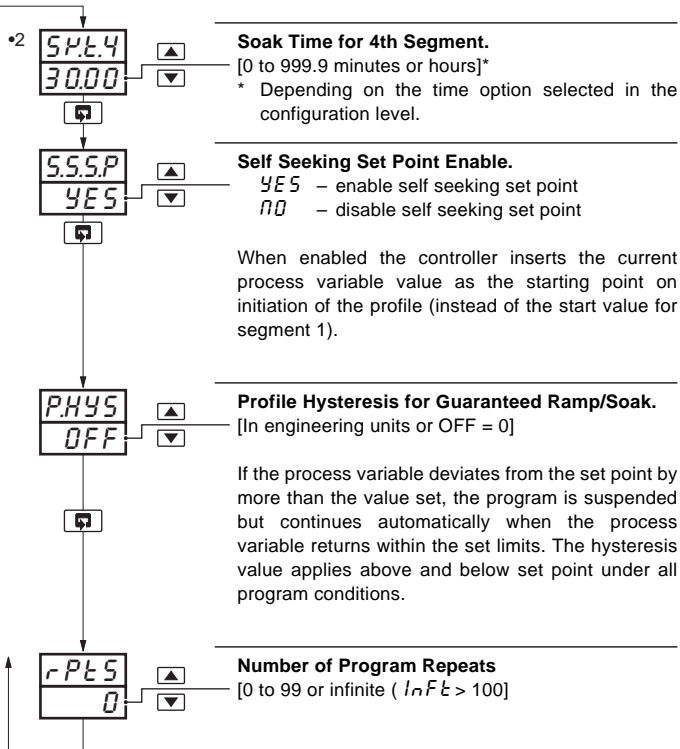 •2
SY.t.4
30.00
Soak Time for 4th Segment.
[0 to 999.9 minutes or hours]*
* Depending on the time option selected in the
configuration level.
S.S.S.P
YES
Self Seeking Set Point Enable.
YES – enable self seeking set point
NO – disable self seeking set point
When enabled the controller inserts the current
process variable value as the starting point on
initiation of the profile (instead of the start value for
segment 1).
P.HYS
OFF
Profile Hysteresis for Guaranteed Ramp/Soak.
[In engineering units or OFF = 0]
If the process variable deviates from the set point by
more than the value set, the program is suspended
but continues automatically when the process
variable returns within the set limits. The hysteresis
value applies above and below set point under all
program conditions.
rPtS
0
Number of Program Repeats
[0 to 99 or infinite ( InFt > 100]